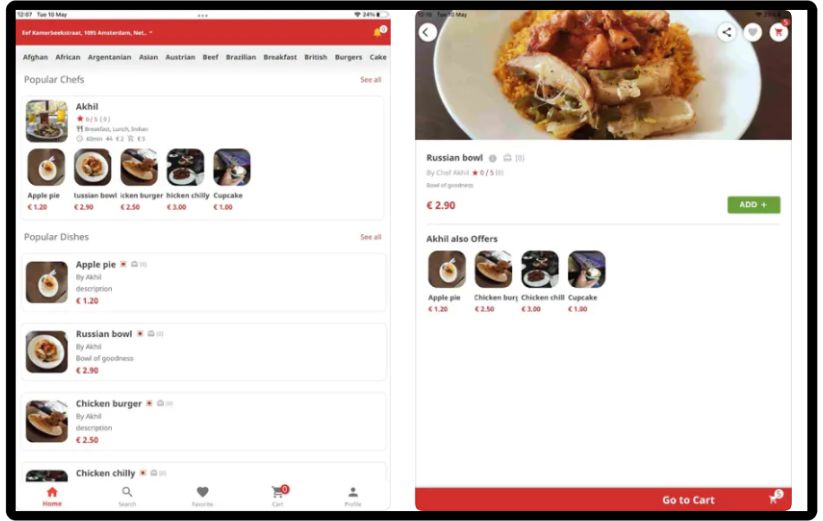 12:07 Tue 10 May
24%
Eef Kamerbeekstraat, 1095 Amsterdam, Net..
0
Afghan African Argentanian Asian Austrian Beef Brazilian Breakfast British Burgers Cake
Popular Chefs See all
Akhil
0 / 5 ( 0 )
Breakfast, Lunch, Indian
60min €2 €5
Apple pie tussian bowl icken burger hicken chilly Cupcake
€ 1.20 € 2.90 € 2.50 € 3.00 € 1.00
Popular Dishes See all
Apple pie (0)
By Akhil
description
€ 1.20
Russian bowl (0)
By Akhil
Bowl of goodness
€ 2.90
Chicken burger (0)
By Akhil
description
€ 2.50
Chicken chilly (0)
0
Home Search Favorite Cart Profile
Tue 10 May
5
Russian bowl (0)
By Chef Akhil 0 / 5 (0)
Bowl of goodness
€ 2.90 ADD +
Akhil also Offers
Apple pie Chicken burg Chicken chill Cupcake
€ 1.20 € 2.50 € 3.00 € 1.00
Go to Cart 5